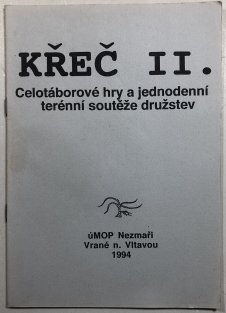 KŘEČ II.
Celotáborové hry a jednodenní
terénní soutěže družstev
úMOP Nezmaři
Vrané n. Vltavou
1994